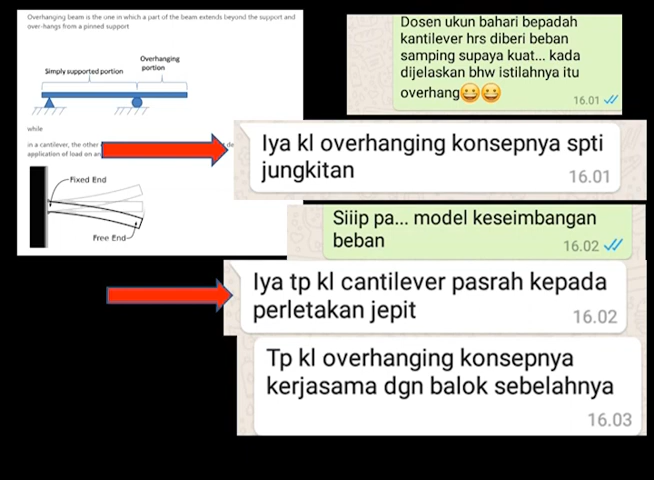 Overhanging beam is the one in which a part of the beam extends beyond the support and
over-hangs from a pinned support
Simply supported portion
Overhanging
portion
while
in a cantilever, the other
application of load on an
Fixed End
Free End
Dosen ukun bahari bepadah
kantilever hrs diberi beban
samping supaya kuat... kada
dijelaskan bhw istilahnya itu
overhang😀😀
16.01
Iya kl overhanging konsepnya spti
jungkitan
16.01
Siiip pa... model keseimbangan
beban
16.02
Iya tp kl cantilever pasrah kepada
perletakan jepit
16.02
Tp kl overhanging konsepnya
kerjasama dgn balok sebelahnya
16.03